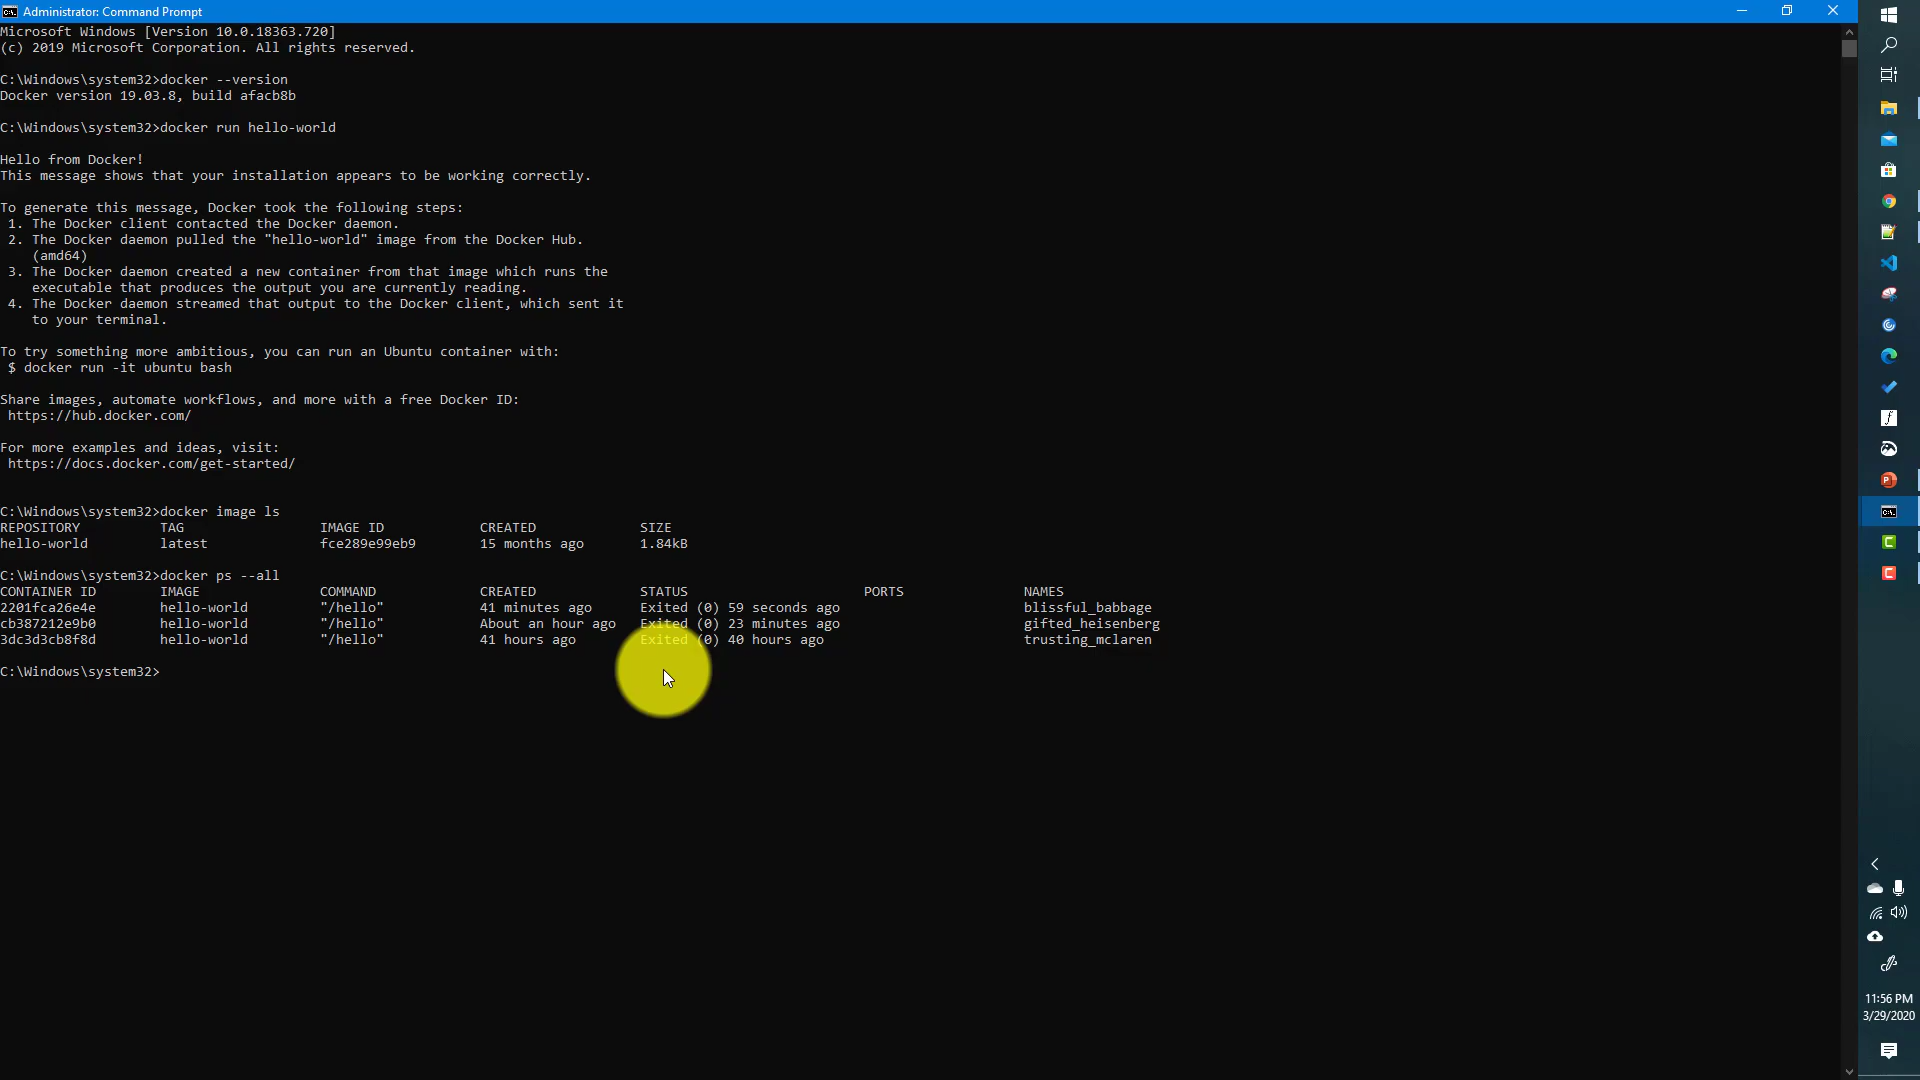 Administrator: Command Prompt
Microsoft Windows [Version 10.0.18363.720]
(c) 2019 Microsoft Corporation. All rights reserved.
C:\Windows\system32>docker --version
Docker version 19.03.8, build afacb8b
C:\Windows\system32>docker run hello-world
Hello from Docker!
This message shows that your installation appears to be working correctly.
To generate this message, Docker took the following steps:
1. The Docker client contacted the Docker daemon.
2. The Docker daemon pulled the "hello-world" image from the Docker Hub.
(amd64)
3. The Docker daemon created a new container from that image which runs the
executable that produces the output you are currently reading.
4. The Docker daemon streamed that output to the Docker client, which sent it
to your terminal.
To try something more ambitious, you can run an Ubuntu container with:
$ docker run -it ubuntu bash
Share images, automate workflows, and more with a free Docker ID:
https://hub.docker.com/
For more examples and ideas, visit:
https://docs.docker.com/get-started/
C:\Windows\system32>docker image ls
REPOSITORY TAG IMAGE ID CREATED SIZE
hello-world latest fce289e99eb9 15 months ago 1.84kB
C:\Windows\system32>docker ps --all
CONTAINER ID IMAGE COMMAND CREATED STATUS PORTS NAMES
2201fca26e4e hello-world "/hello" 41 minutes ago Exited (0) 59 seconds ago blissful_babbage
cb387212e9b0 hello-world "/hello" About an hour ago Exited (0) 23 minutes ago gifted_heisenberg
3dc3d3cb8f8d hello-world "/hello" 41 hours ago Exited (0) 40 hours ago trusting_mclaren
C:\Windows\system32>
11:56 PM
3/29/2020